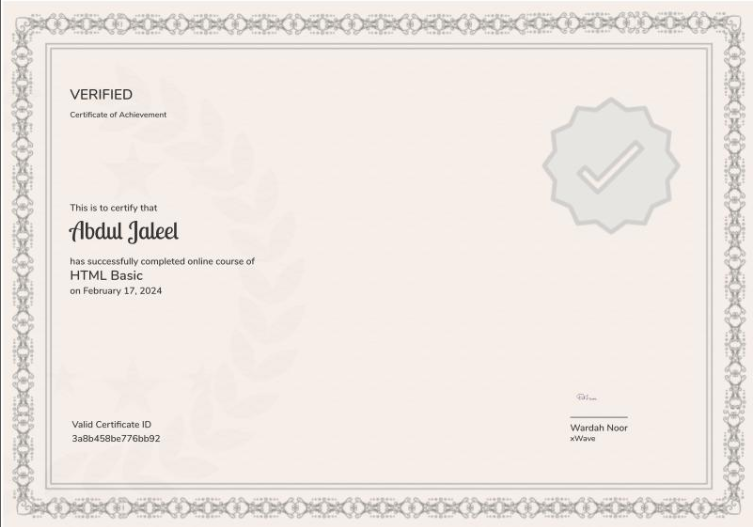 VERIFIED
Certificate of Achievement
This is to certify that
Abdul Jaleel
has successfully completed online course of
HTML Basic
on February 17, 2024
Valid Certificate ID
3a8b458be776bb92
Wardah Noor
xWave